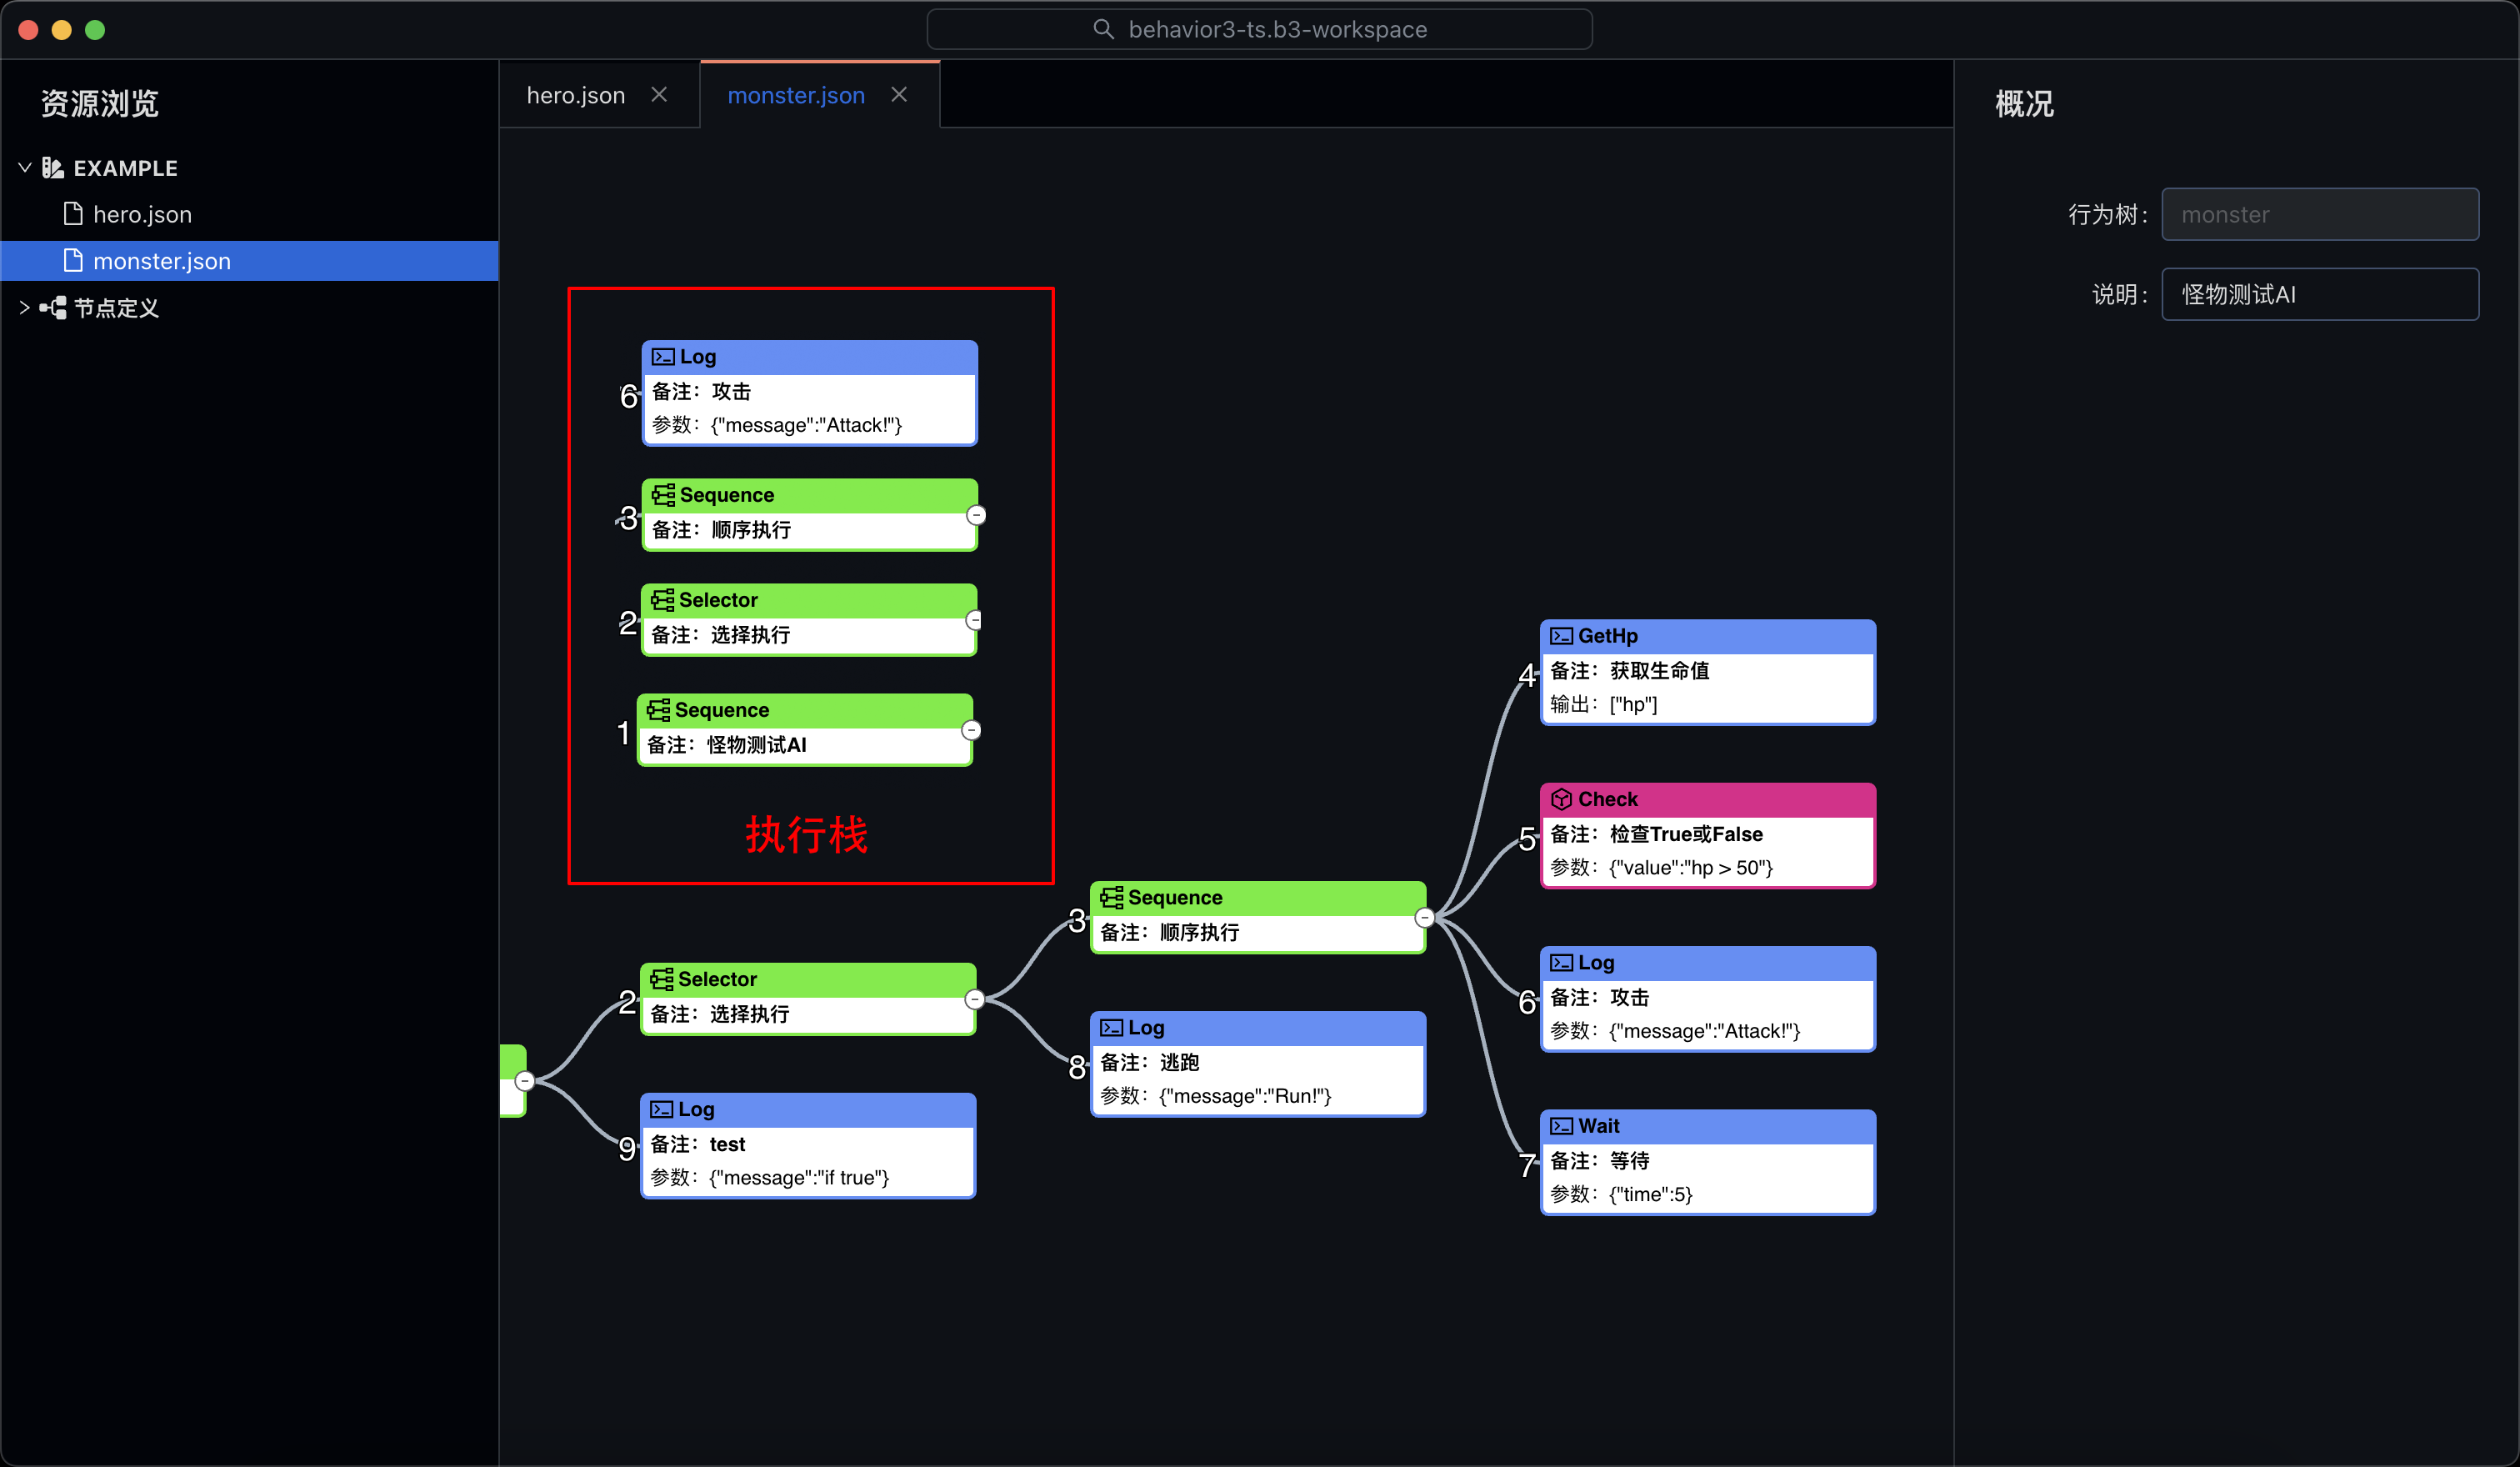 behavior3-ts.b3-workspace
资源浏览
EXAMPLE
hero.json
monster.json
节点定义
hero.json
monster.json
Log
6
备注：攻击
参数：{"message":"Attack!"}
Sequence
3
备注：顺序执行
Selector
2
备注：选择执行
Sequence
1
备注：怪物测试AI
执行栈
Selector
2
备注：选择执行
Log
9
备注：test
参数：{"message":"if true"}
Sequence
3
备注：顺序执行
Log
8
备注：逃跑
参数：{"message":"Run!"}
GetHp
4
备注：获取生命值
输出：["hp"]
Check
5
备注：检查True或False
参数：{"value":"hp > 50"}
Log
6
备注：攻击
参数：{"message":"Attack!"}
Wait
7
备注：等待
参数：{"time":5}
概况
行为树：monster
说明：怪物测试AI